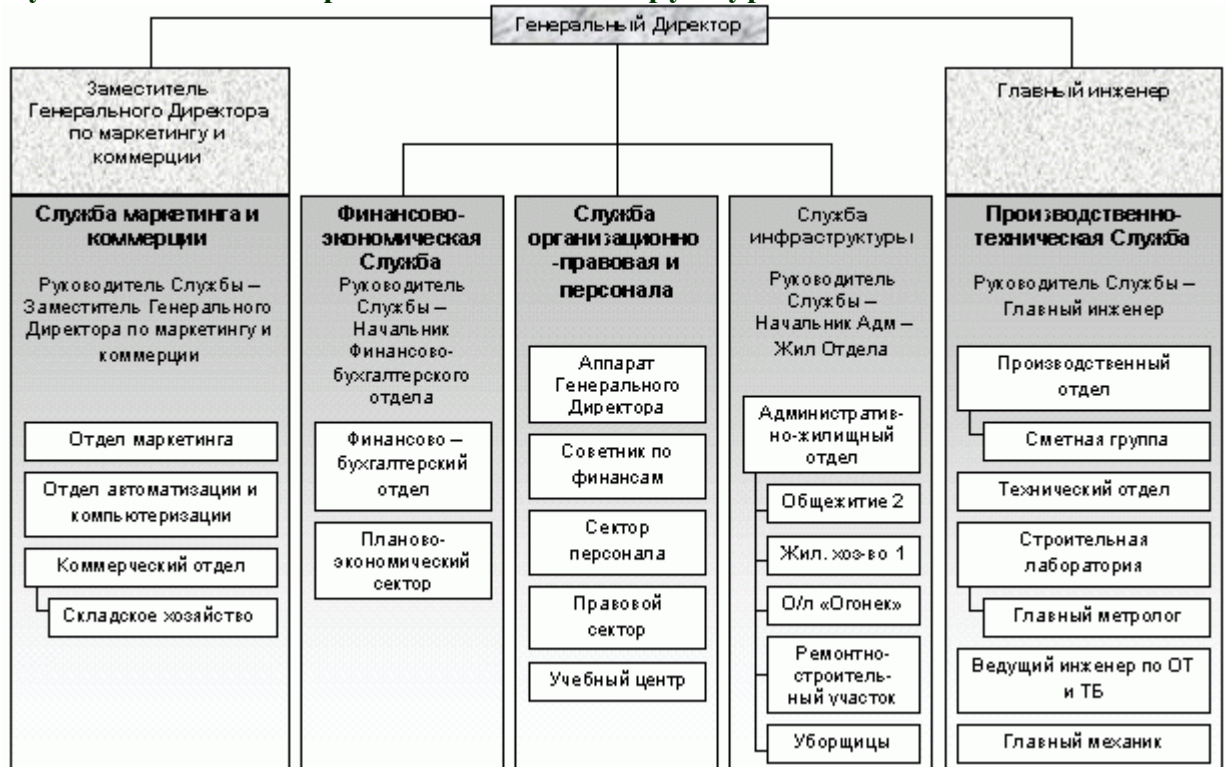 Генеральный Директор
Заместитель
Генерального Директора
по маркетингу и
коммерции
Главный инженер
Служба маркетинга и
коммерции
Руководитель Службы –
Заместитель Генерального
Директора по маркетингу и
коммерции
Отдел маркетинга
Отдел автоматизации и
компьютеризации
Коммерческий отдел
Складское хозяйство
Финансово-
экономическая
Служба
Руководитель
Службы –
Начальник
Финансово-
бухгалтерского
отдела
Финансово –
бухгалтерский
отдел
Планово-
экономический
сектор
Служба
организационно
-правовая и
персонала
Аппарат
Генерального
Директора
Советник по
финансам
Сектор
персонала
Правовой
сектор
Учебный центр
Служба
инфраструктуры
Руководитель
Службы –
Начальник Адм –
Жил Отдела
Административ-
но-жилищный
отдел
Общежитие 2
Жил. хоз-во 1
О/л «Огонек»
Ремонтно-
строитель-
ный участок
Уборщицы
Производственно-
техническая Служба
Руководитель Службы –
Главный инженер
Производственный
отдел
Сметная группа
Технический отдел
Строительная
лаборатория
Главный метролог
Ведущий инженер по ОТ
и ТБ
Главный механик